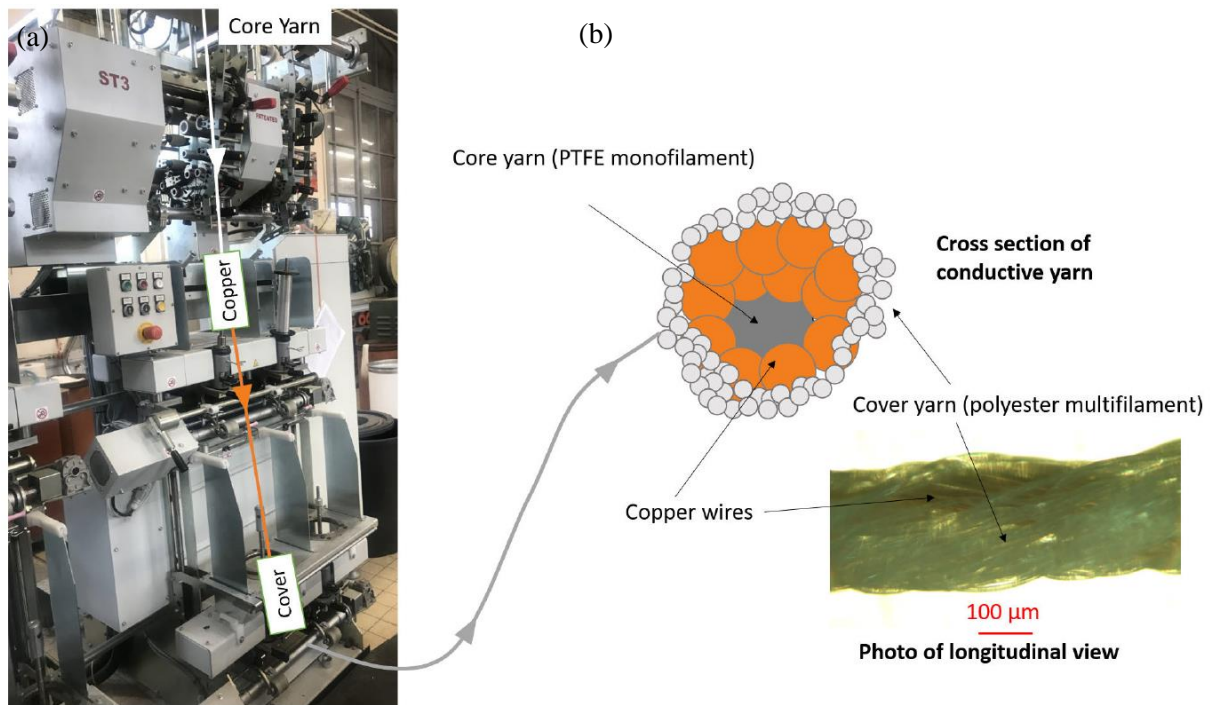 (a)
Core Yarn
ST3
PATENTED
Copper
Cover
(b)
Core yarn (PTFE monofilament)
Cross section of
conductive yarn
Cover yarn (polyester multifilament)
Copper wires
100 µm
Photo of longitudinal view